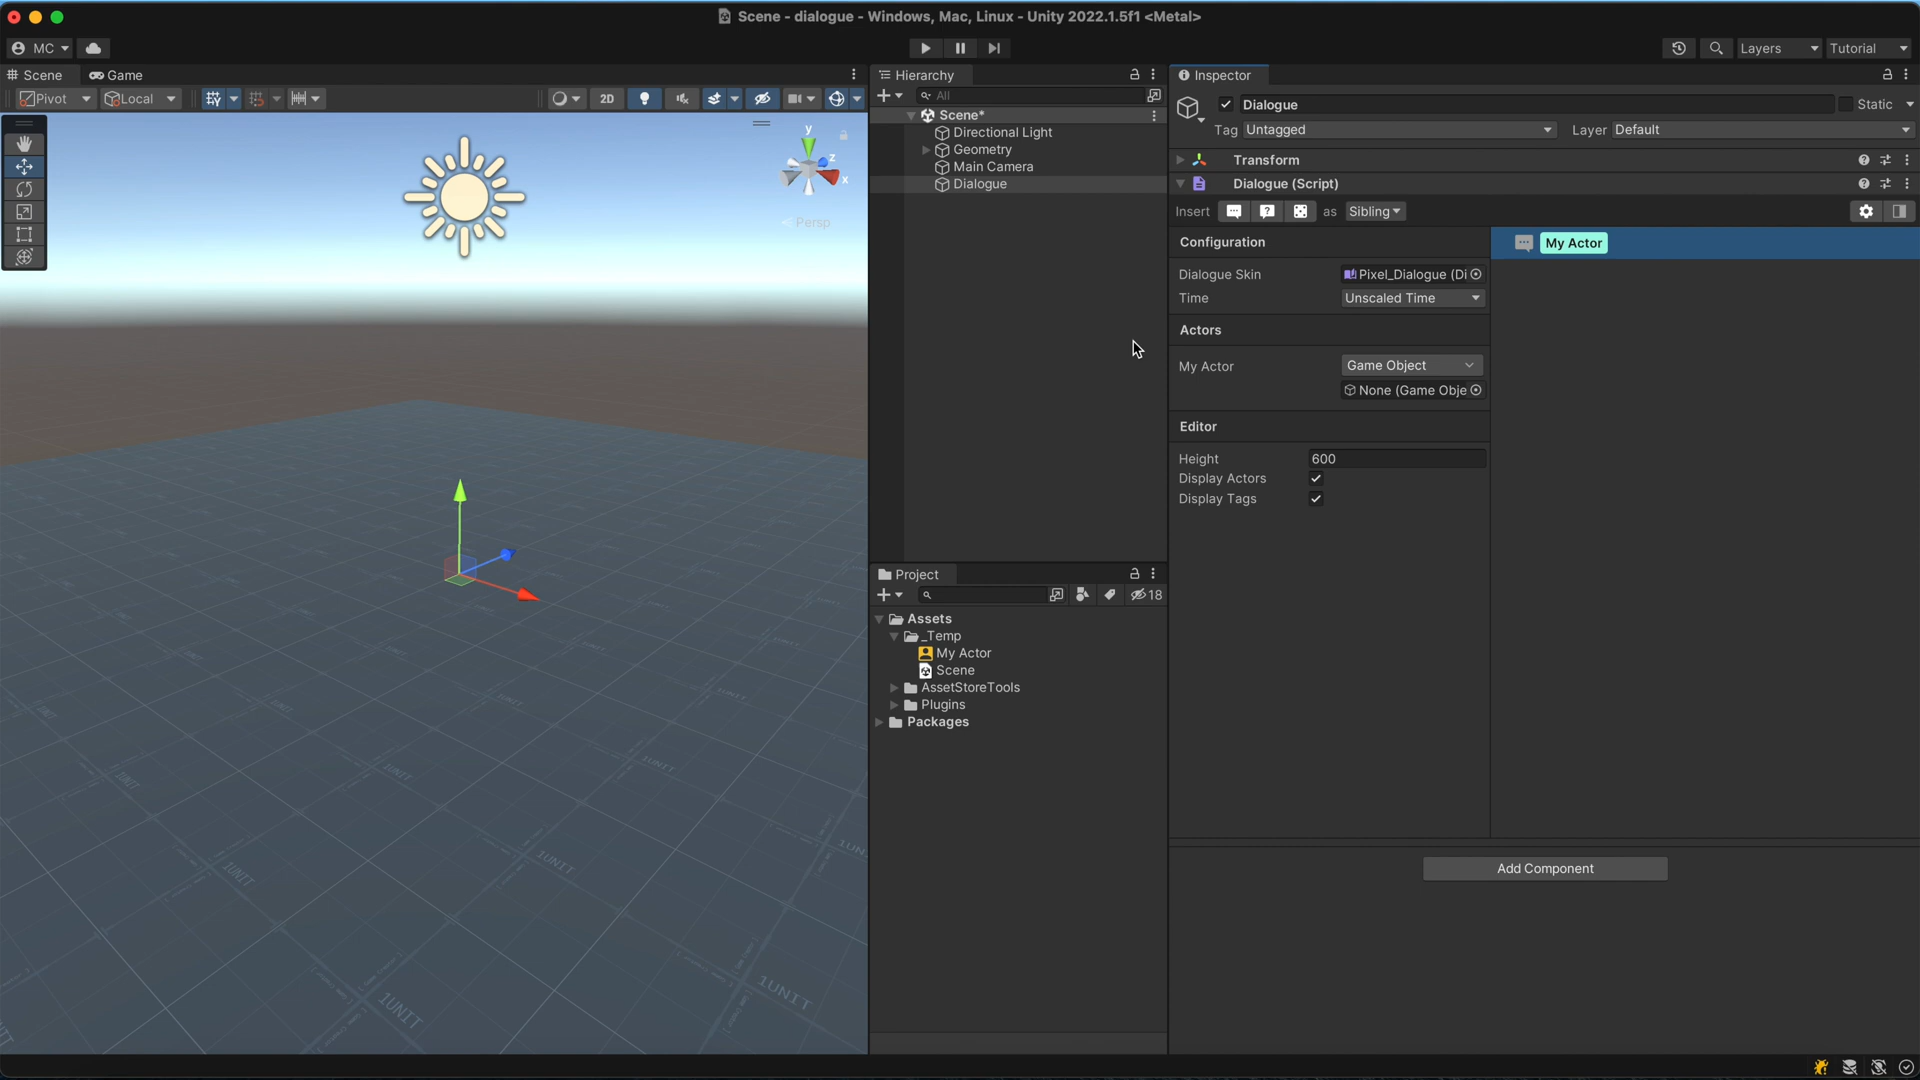 Scene - dialogue - Windows, Mac, Linux - Unity 2022.1.5f1 <Metal>
MC
Layers
Tutorial
Scene
Game
Pivot
Local
2D
y
z
x
Persp
1UNIT
1UNIT
1UNIT
1UNIT
Hierarchy
All
Scene*
Directional Light
Geometry
Main Camera
Dialogue
Project
18
Assets
_Temp
My Actor
Scene
AssetStoreTools
Plugins
Packages
Inspector
Dialogue
Static
Tag Untagged
Layer Default
Transform
Dialogue (Script)
Insert
as Sibling
Configuration
Dialogue Skin
Pixel_Dialogue (Di
Time
Unscaled Time
Actors
My Actor
Game Object
None (Game Obje
Editor
Height
600
Display Actors
Display Tags
My Actor
Add Component